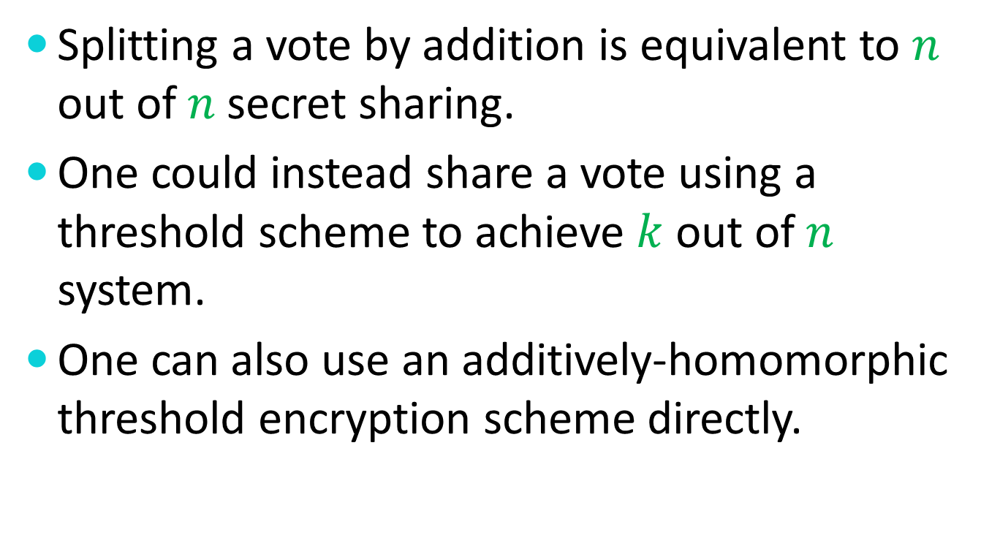 • Splitting a vote by addition is equivalent to n
out of n secret sharing.
• One could instead share a vote using a
threshold scheme to achieve k out of n
system.
• One can also use an additively-homomorphic
threshold encryption scheme directly.